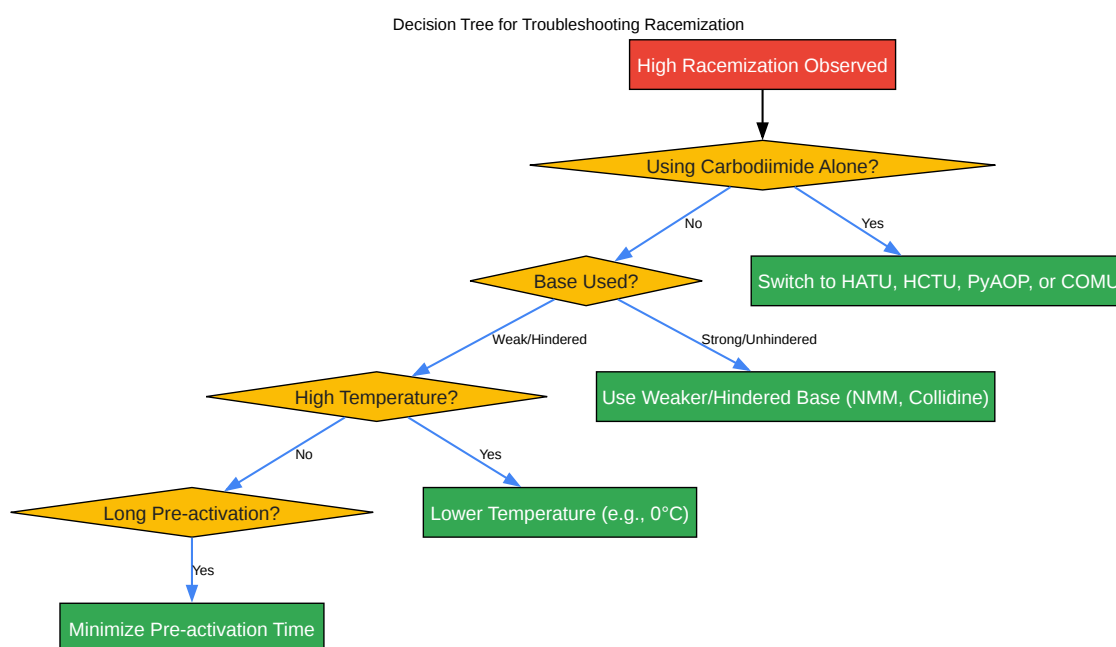 Decision Tree for Troubleshooting Racemization
High Racemization Observed
Using Carbodiimide Alone?
No
Yes
Base Used?
Switch to HATU, HCTU, PyAOP, or COMU
Weak/Hindered
Strong/Unhindered
High Temperature?
Use Weaker/Hindered Base (NMM, Collidine)
No
Yes
Long Pre-activation?
Lower Temperature (e.g., 0°C)
Yes
Minimize Pre-activation Time